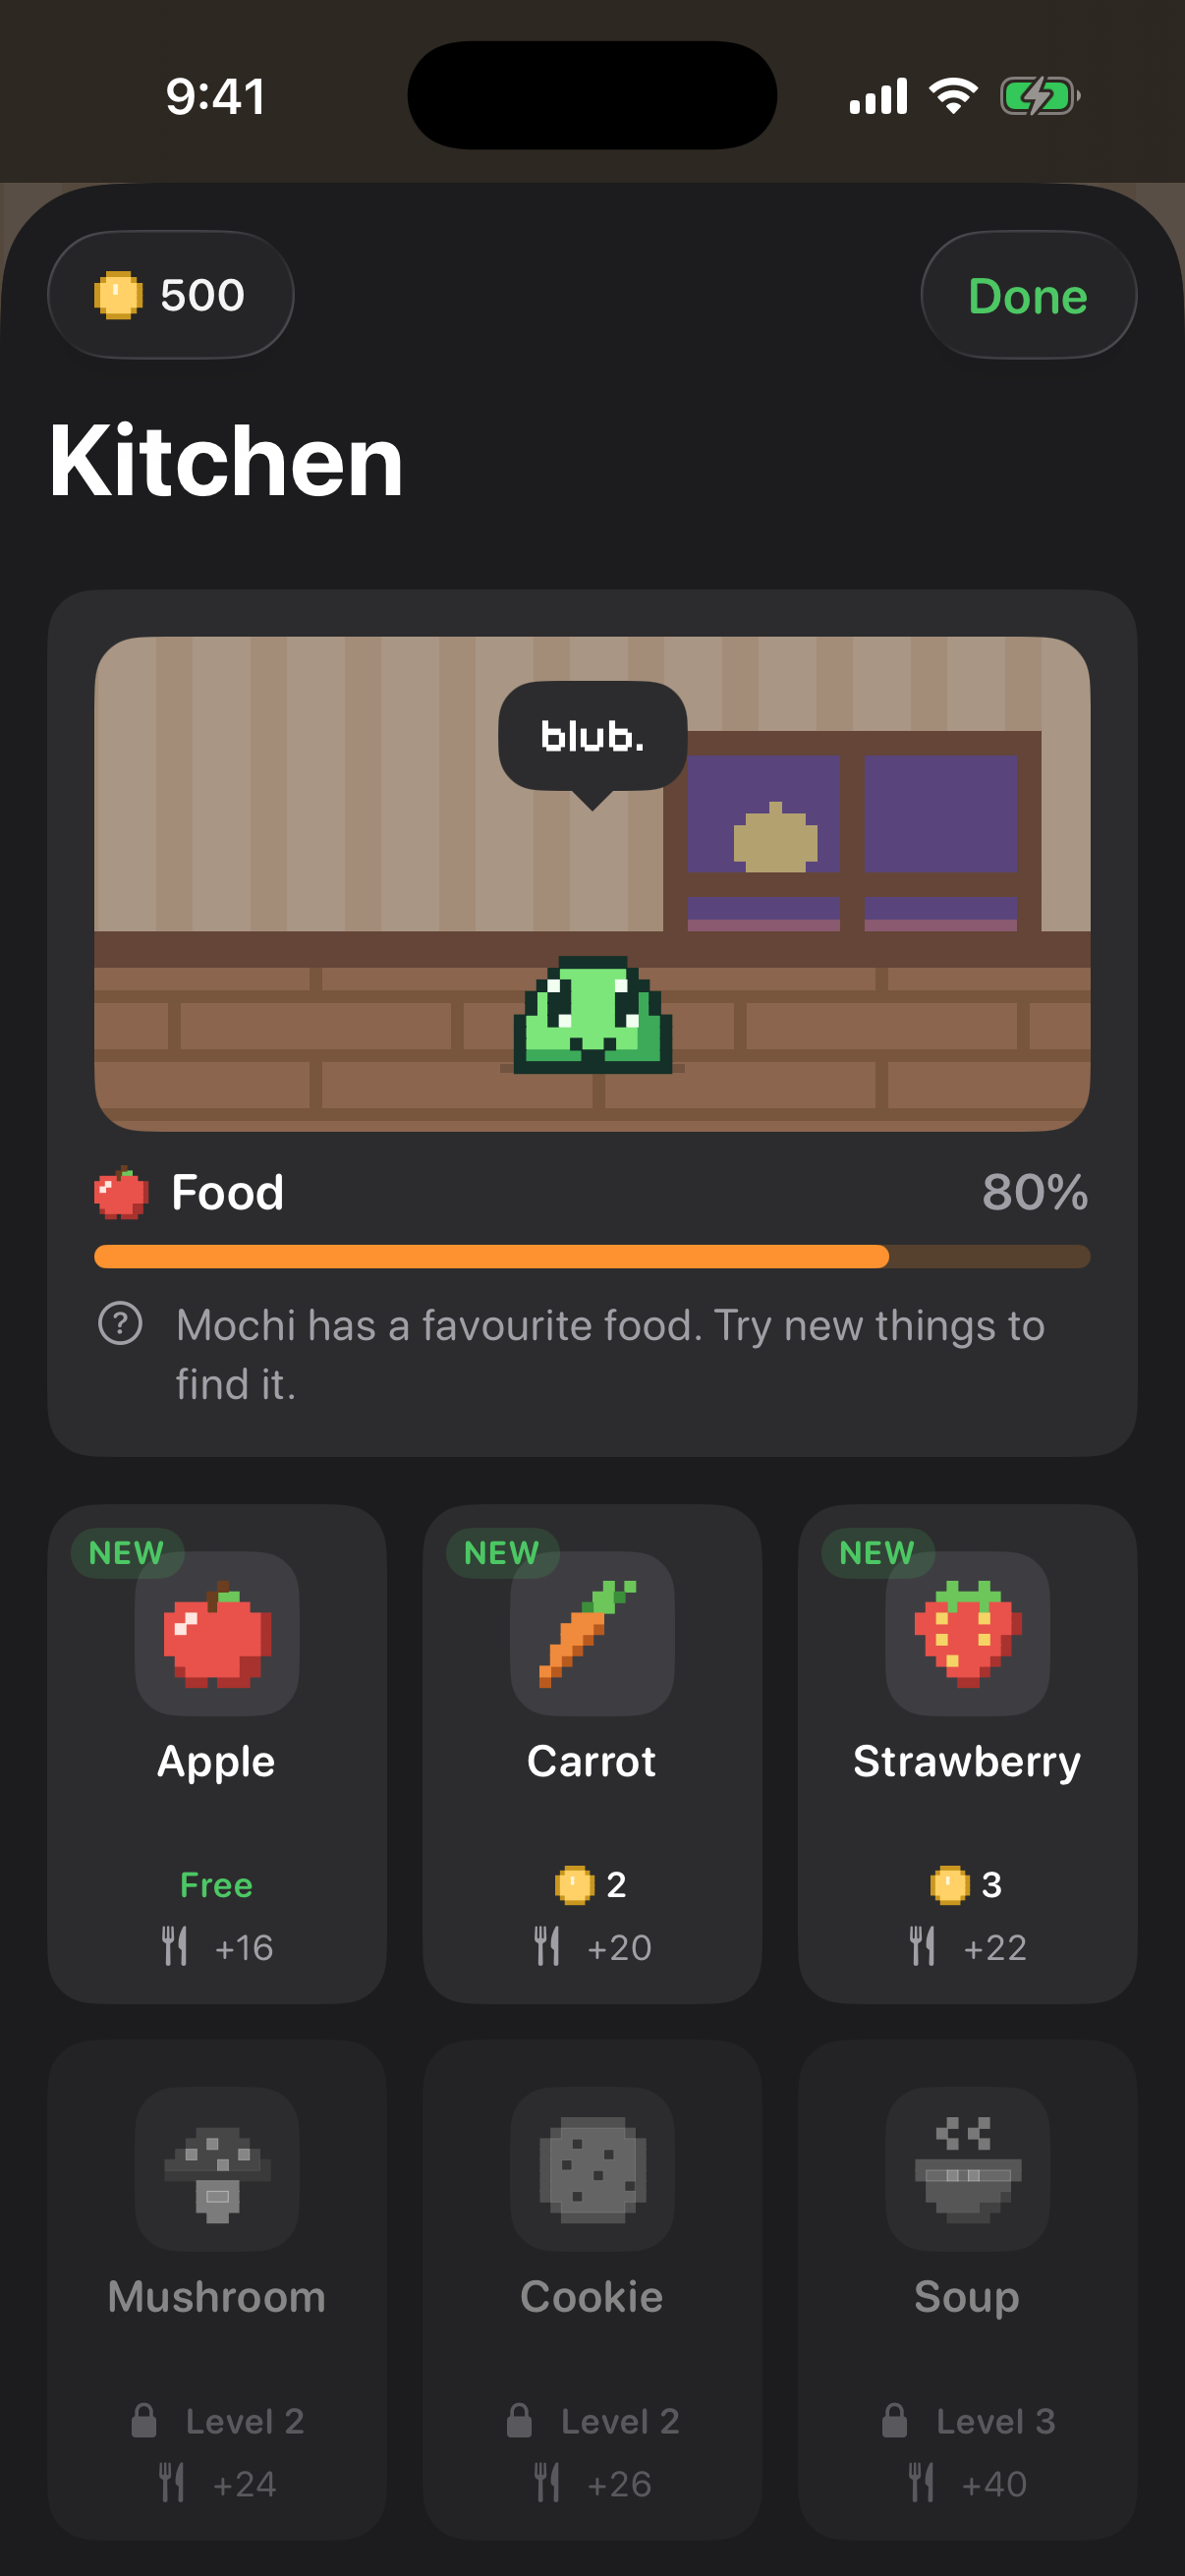 9:41
500
Done
Kitchen
blub.
Food
80%
Mochi has a favourite food. Try new things to
find it.
NEW
NEW
NEW
Apple
Carrot
Strawberry
Free
2
3
+16
+20
+22
Mushroom
Cookie
Soup
Level 2
Level 2
Level 3
+24
+26
+40